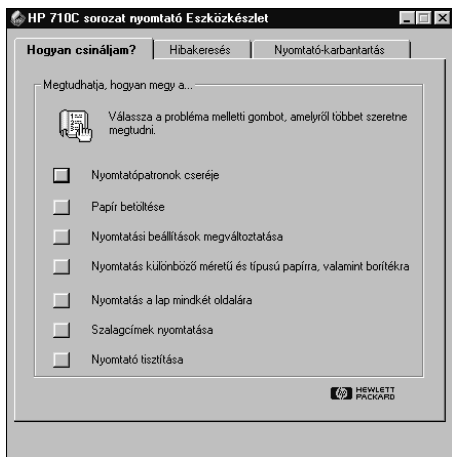 HP 710C sorozat nyomtató Eszközkészlet
Hogyan csináljam?
Hibakeresés
Nyomtató-karbantartás
Megtudhatja, hogyan megy a...
Válassza a probléma melletti gombot, amelyről többet szeretne
megtudni.
Nyomtatópatronok cseréje
Papír betöltése
Nyomtatási beállítások megváltoztatása
Nyomtatás különböző méretű és típusú papírra, valamint borítékra
Nyomtatás a lap mindkét oldalára
Szalagcímek nyomtatása
Nyomtató tisztítása
hp HEWLETT
PACKARD